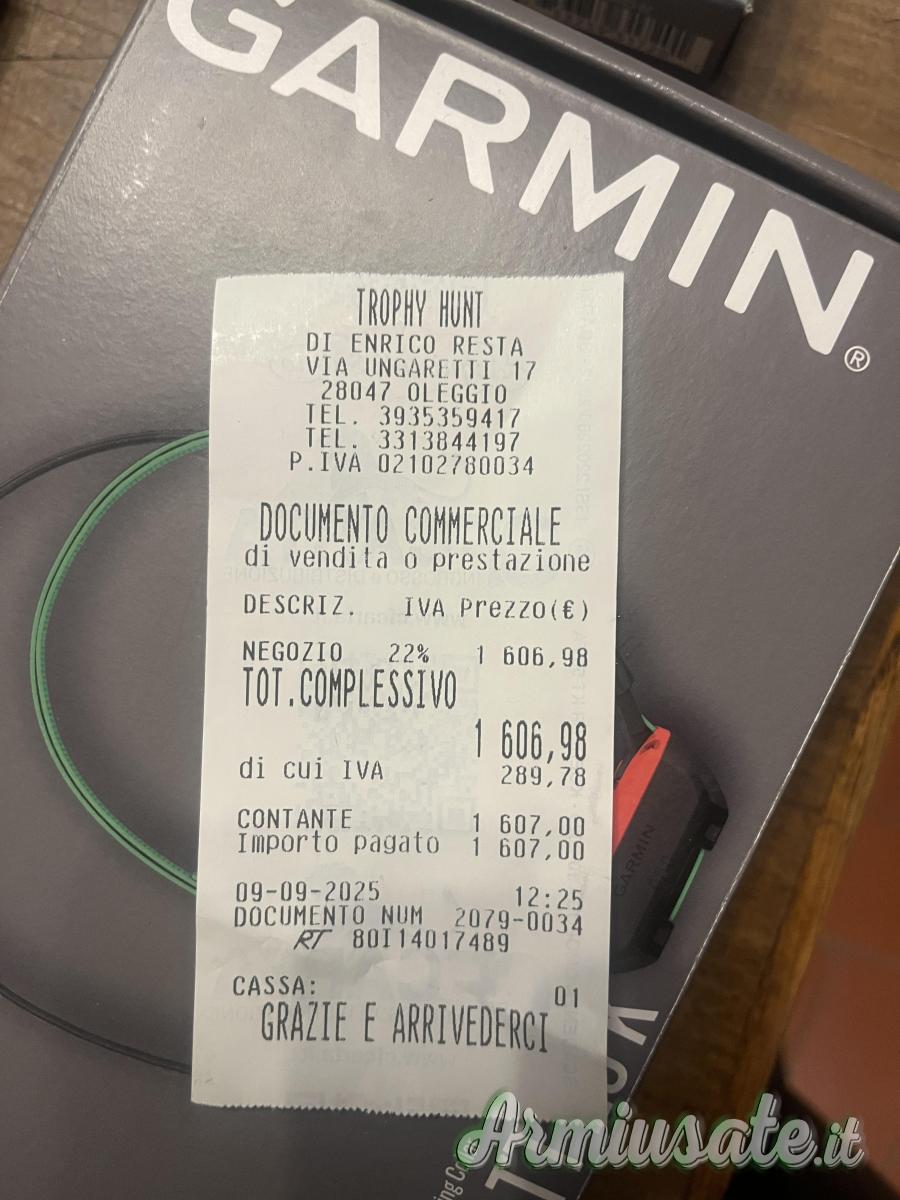 GARMIN®
TROPHY HUNT
DI ENRICO RESTA
VIA UNGARETTI 17
28047 OLEGGIO
TEL. 3935359417
TEL. 3313844197
P.IVA 02102780034
DOCUMENTO COMMERCIALE
di vendita o prestazione
DESCRIZ. IVA Prezzo(€)
NEGOZIO 22% 1 606,98
TOT.COMPLESSIVO
1 606,98
di cui IVA 289,78
CONTANTE 1 607,00
Importo pagato 1 607,00
09-09-2025 12:25
DOCUMENTO NUM 2079-0034
RT 80I14017489
CASSA: 01
GRAZIE E ARRIVEDERCI
GARMIN
Armiusate.it